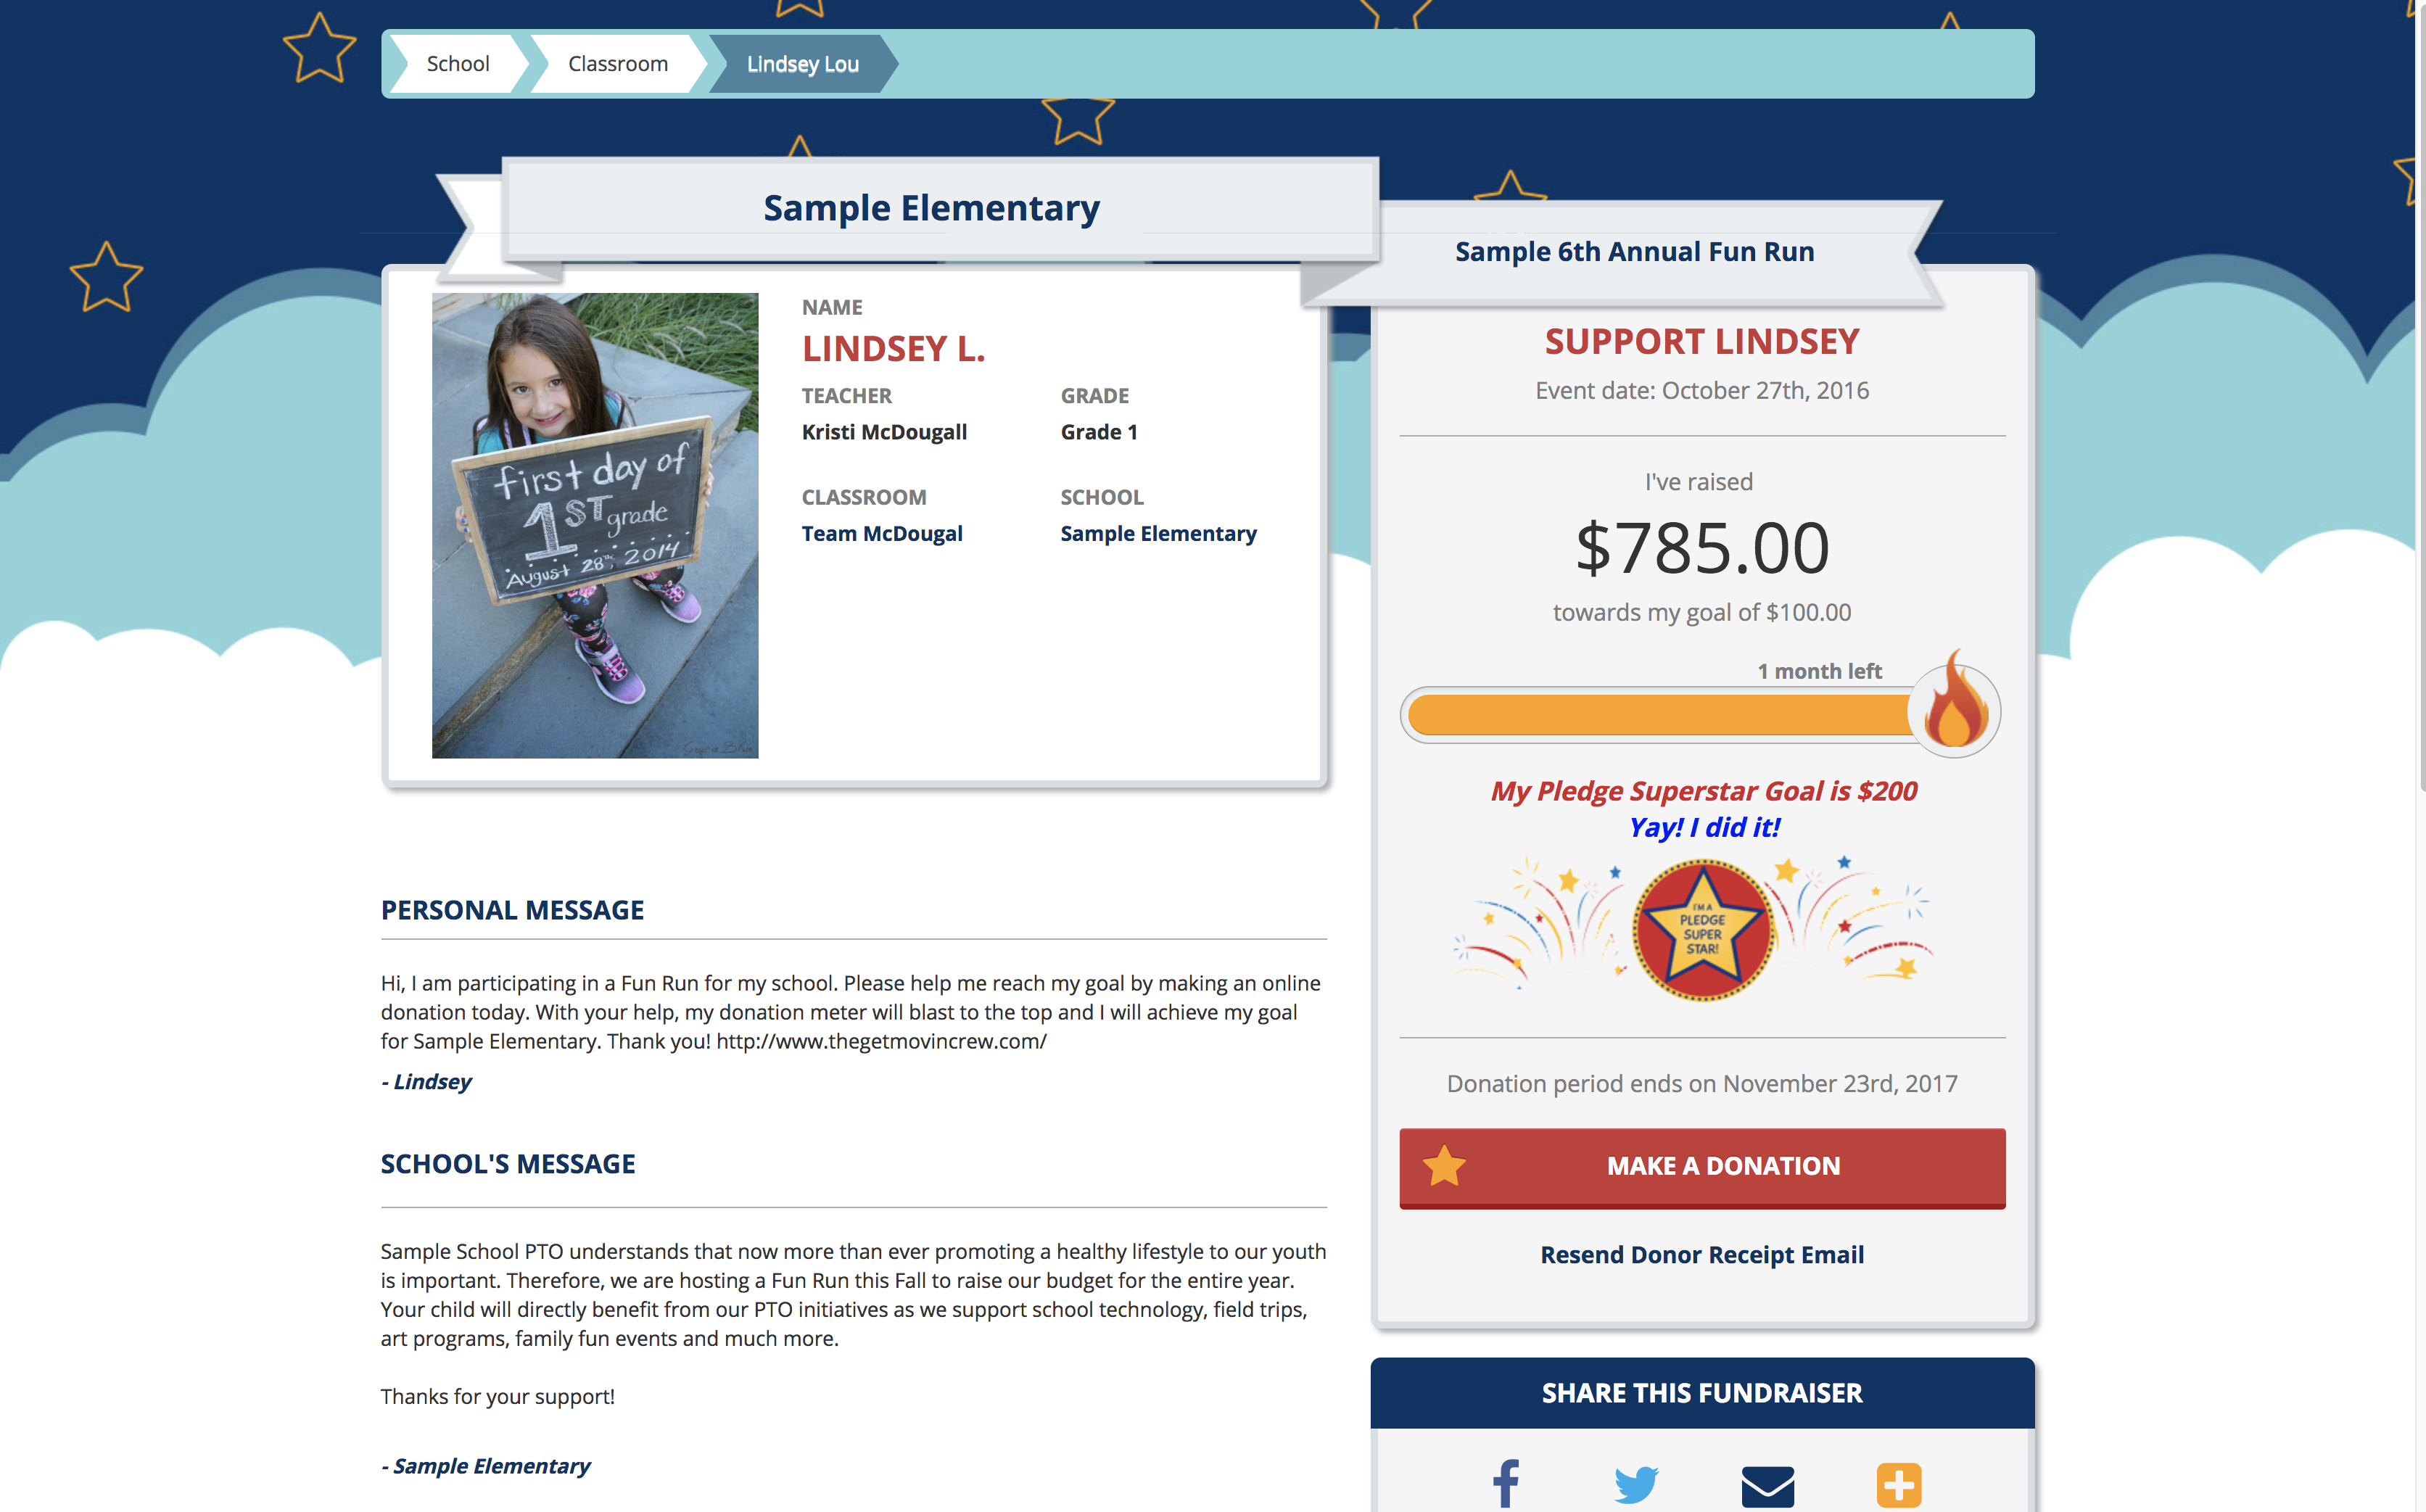 School
Classroom
Lindsey Lou
Sample Elementary
Sample 6th Annual Fun Run
first day of
1ST grade
August 28th, 2014
NAME
LINDSEY L.
TEACHER
GRADE
Kristi McDougall
Grade 1
CLASSROOM
SCHOOL
Team McDougal
Sample Elementary
PERSONAL MESSAGE
Hi, I am participating in a Fun Run for my school. Please help me reach my goal by making an online
donation today. With your help, my donation meter will blast to the top and I will achieve my goal
for Sample Elementary. Thank you! http://www.thegetmovincrew.com/
- Lindsey
SCHOOL'S MESSAGE
Sample School PTO understands that now more than ever promoting a healthy lifestyle to our youth
is important. Therefore, we are hosting a Fun Run this Fall to raise our budget for the entire year.
Your child will directly benefit from our PTO initiatives as we support school technology, field trips,
art programs, family fun events and much more.
Thanks for your support!
- Sample Elementary
SUPPORT LINDSEY
Event date: October 27th, 2016
I've raised
$785.00
towards my goal of $100.00
1 month left
My Pledge Superstar Goal is $200
Yay! I did it!
I'M A
PLEDGE
SUPER
STAR!
Donation period ends on November 23rd, 2017
MAKE A DONATION
Resend Donor Receipt Email
SHARE THIS FUNDRAISER